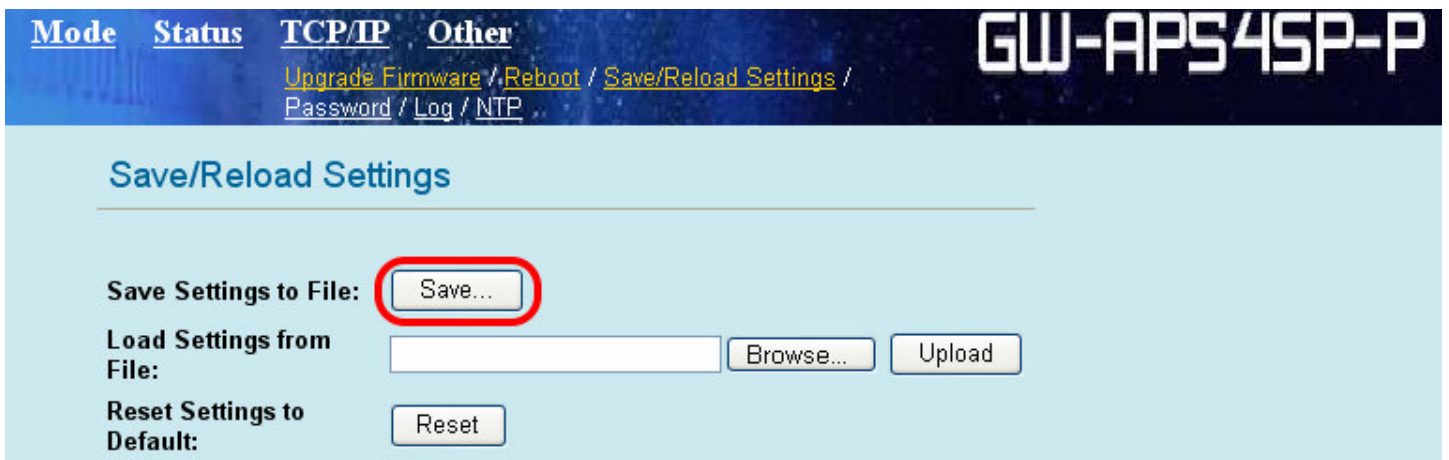 Mode Status TCP/IP Other
GW-APS4SP-P
Upgrade Firmware / Reboot / Save/Reload Settings /
Password / Log / NTP
Save/Reload Settings
Save Settings to File: Save...
Load Settings from
File: Browse... Upload
Reset Settings to
Default: Reset